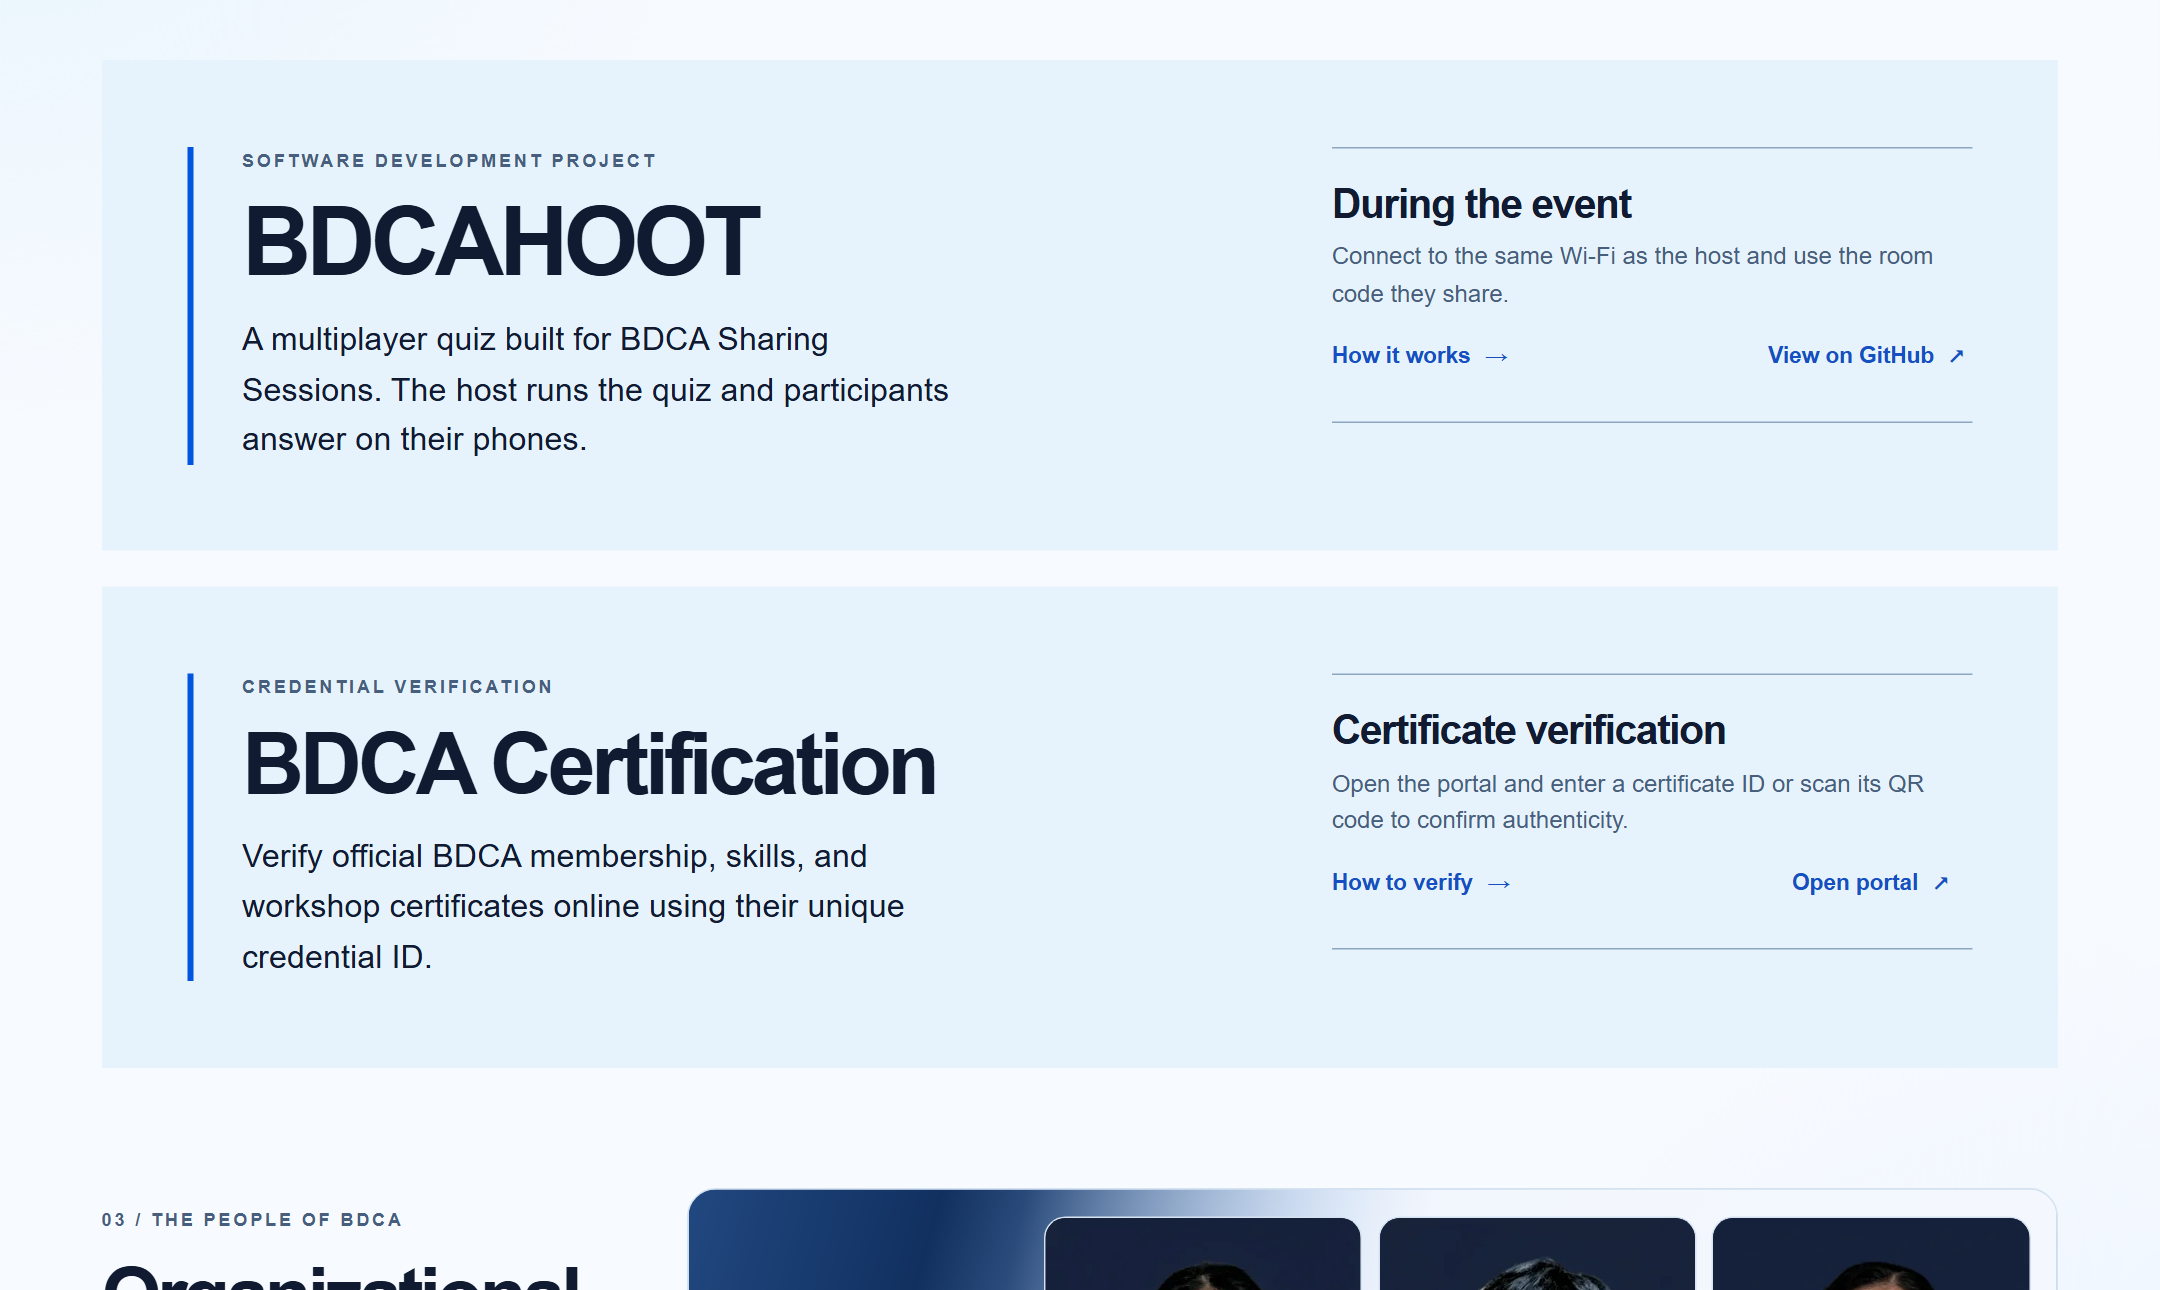 SOFTWARE DEVELOPMENT PROJECT
BDCAHOOT
A multiplayer quiz built for BDCA Sharing
Sessions. The host runs the quiz and participants
answer on their phones.
During the event
Connect to the same Wi-Fi as the host and use the room
code they share.
How it works →
View on GitHub ↗
CREDENTIAL VERIFICATION
BDCA Certification
Verify official BDCA membership, skills, and
workshop certificates online using their unique
credential ID.
Certificate verification
Open the portal and enter a certificate ID or scan its QR
code to confirm authenticity.
How to verify →
Open portal ↗
03 / THE PEOPLE OF BDCA
Organizational